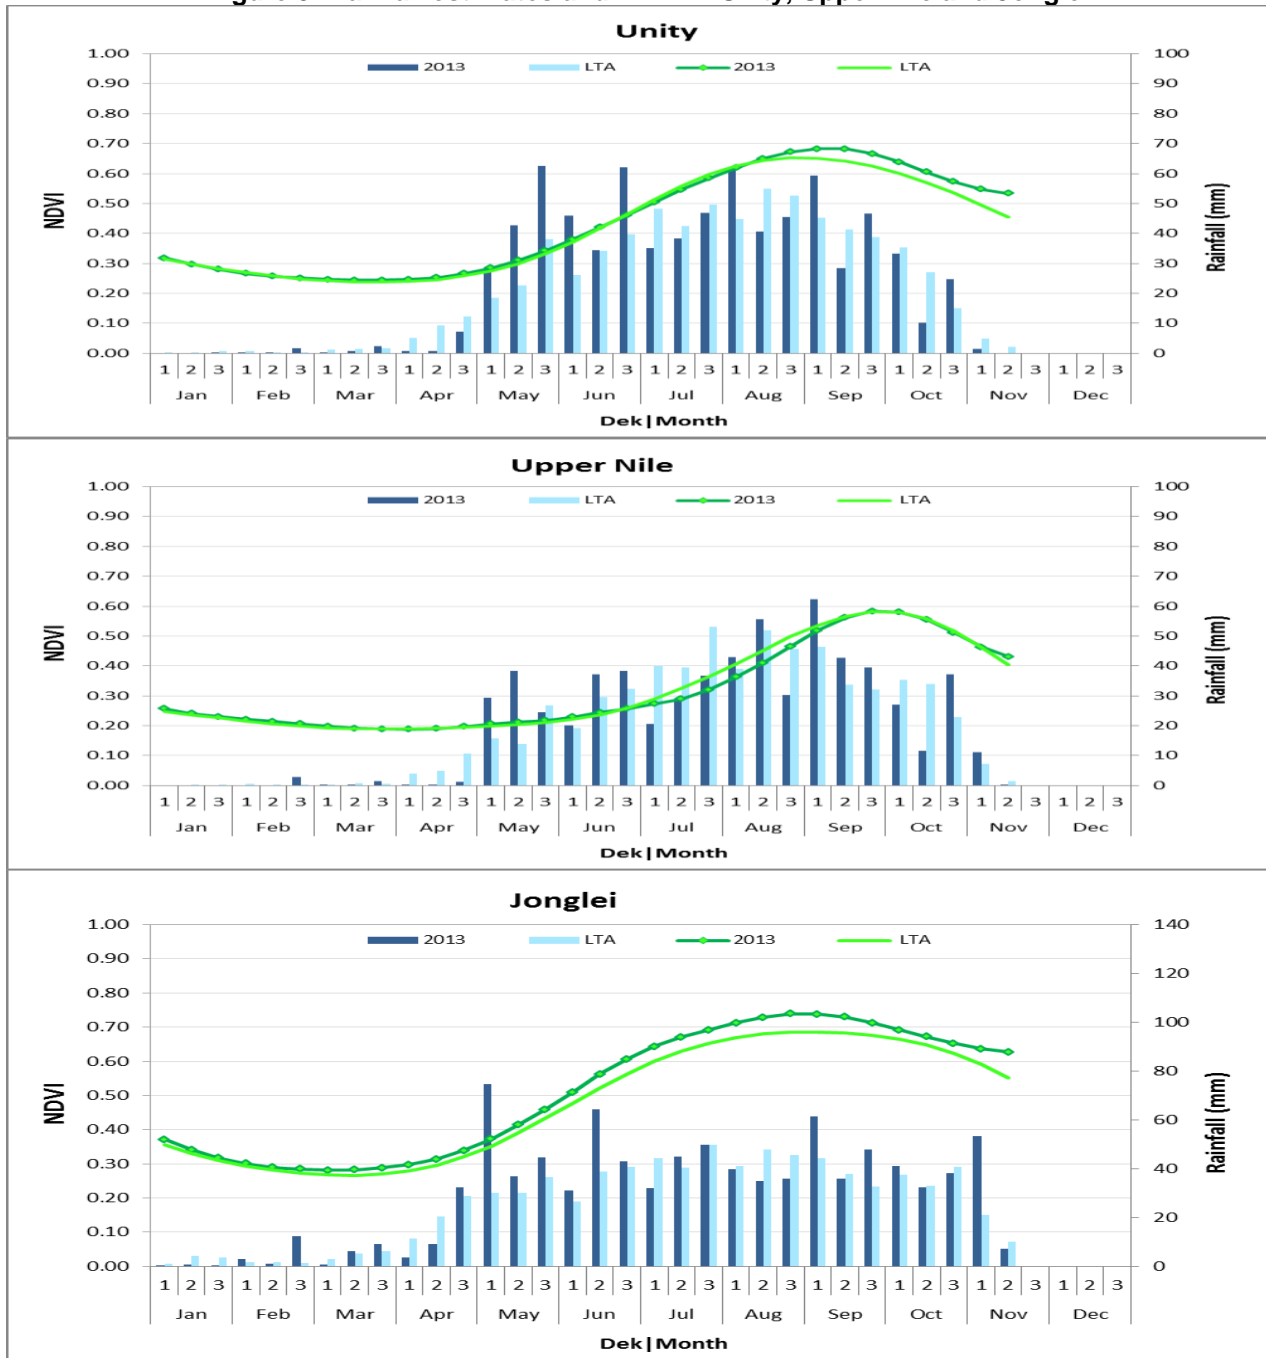 Unity
2013 LTA 2013 LTA
1.00 100
0.90 90
0.80 80
0.70 70
0.60 60
0.50 50
0.40 40
0.30 30
0.20 20
0.10 10
0.00 0
NDVI
Rainfall (mm)
1 2 3 1 2 3 1 2 3 1 2 3 1 2 3 1 2 3 1 2 3 1 2 3 1 2 3 1 2 3 1 2 3 1 2 3
Jan Feb Mar Apr May Jun Jul Aug Sep Oct Nov Dec
Dek|Month
Upper Nile
2013 LTA 2013 LTA
1.00 100
0.90 90
0.80 80
0.70 70
0.60 60
0.50 50
0.40 40
0.30 30
0.20 20
0.10 10
0.00 0
NDVI
Rainfall (mm)
1 2 3 1 2 3 1 2 3 1 2 3 1 2 3 1 2 3 1 2 3 1 2 3 1 2 3 1 2 3 1 2 3 1 2 3
Jan Feb Mar Apr May Jun Jul Aug Sep Oct Nov Dec
Dek|Month
Jonglei
2013 LTA 2013 LTA
1.00 140
0.90
0.80 120
0.70 100
0.60
0.50 80
0.40 60
0.30 40
0.20
0.10 20
0.00 0
NDVI
Rainfall (mm)
1 2 3 1 2 3 1 2 3 1 2 3 1 2 3 1 2 3 1 2 3 1 2 3 1 2 3 1 2 3 1 2 3 1 2 3
Jan Feb Mar Apr May Jun Jul Aug Sep Oct Nov Dec
Dek|Month